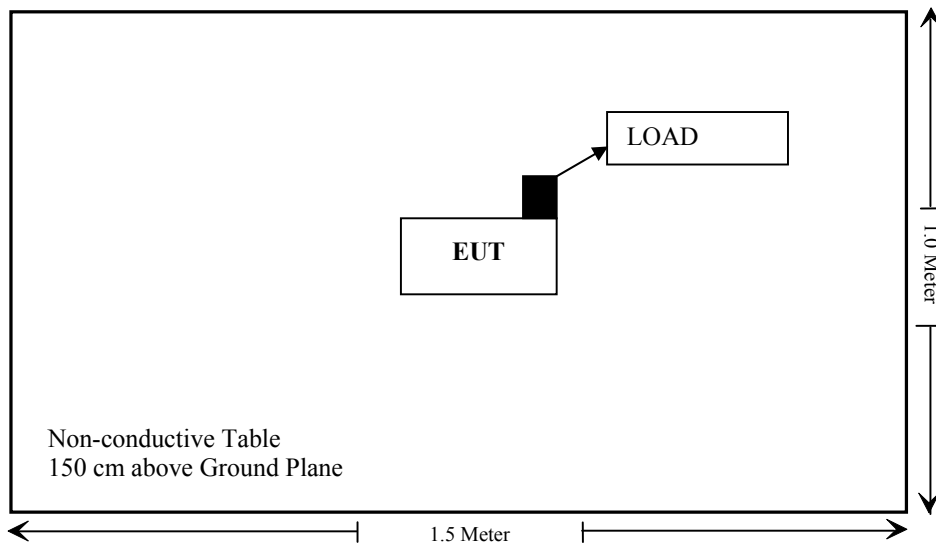 LOAD
EUT
1.0 Meter
Non-conductive Table
150 cm above Ground Plane
1.5 Meter